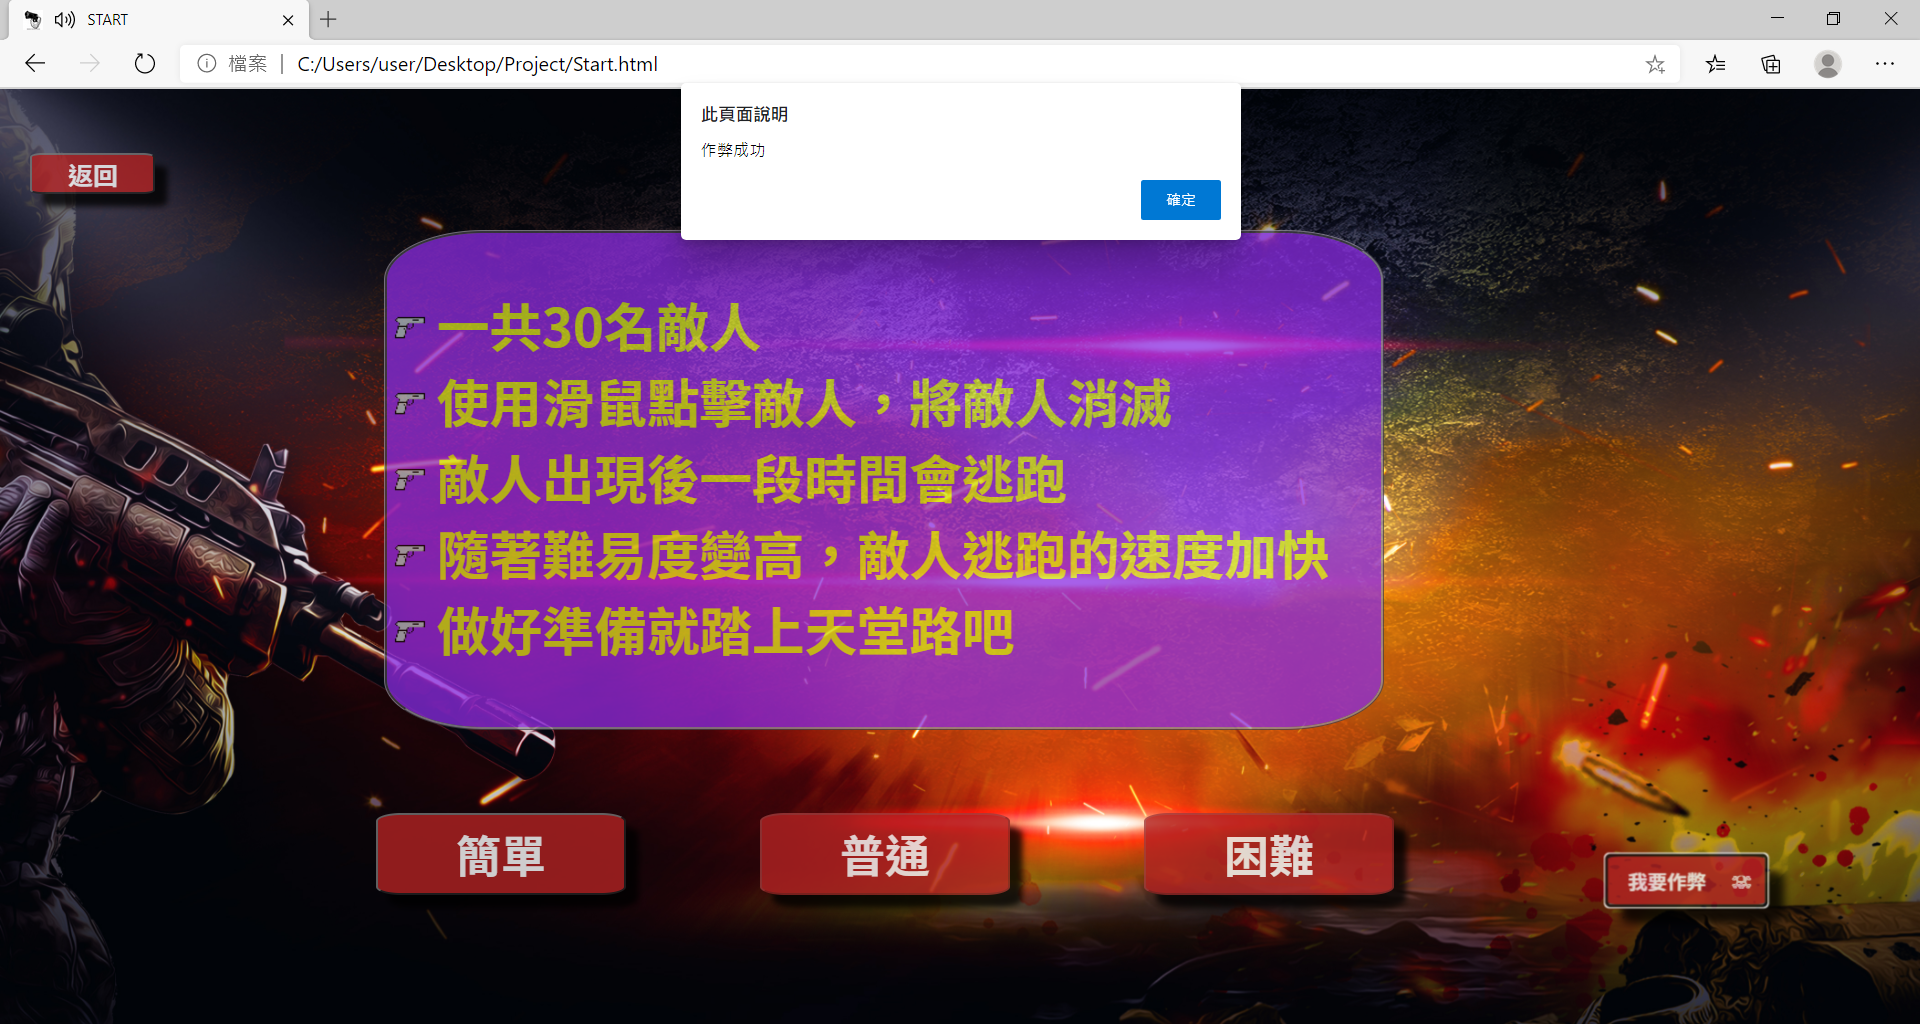 START
檔案 | C:/Users/user/Desktop/Project/Start.html
此頁面說明
作弊成功
確定
返回
一共30名敵人
使用滑鼠點擊敵人，將敵人消滅
敵人出現後一段時間會逃跑
隨著難易度變高，敵人逃跑的速度加快
做好準備就踏上天堂路吧
簡單
普通
困難
我要作弊 ☠